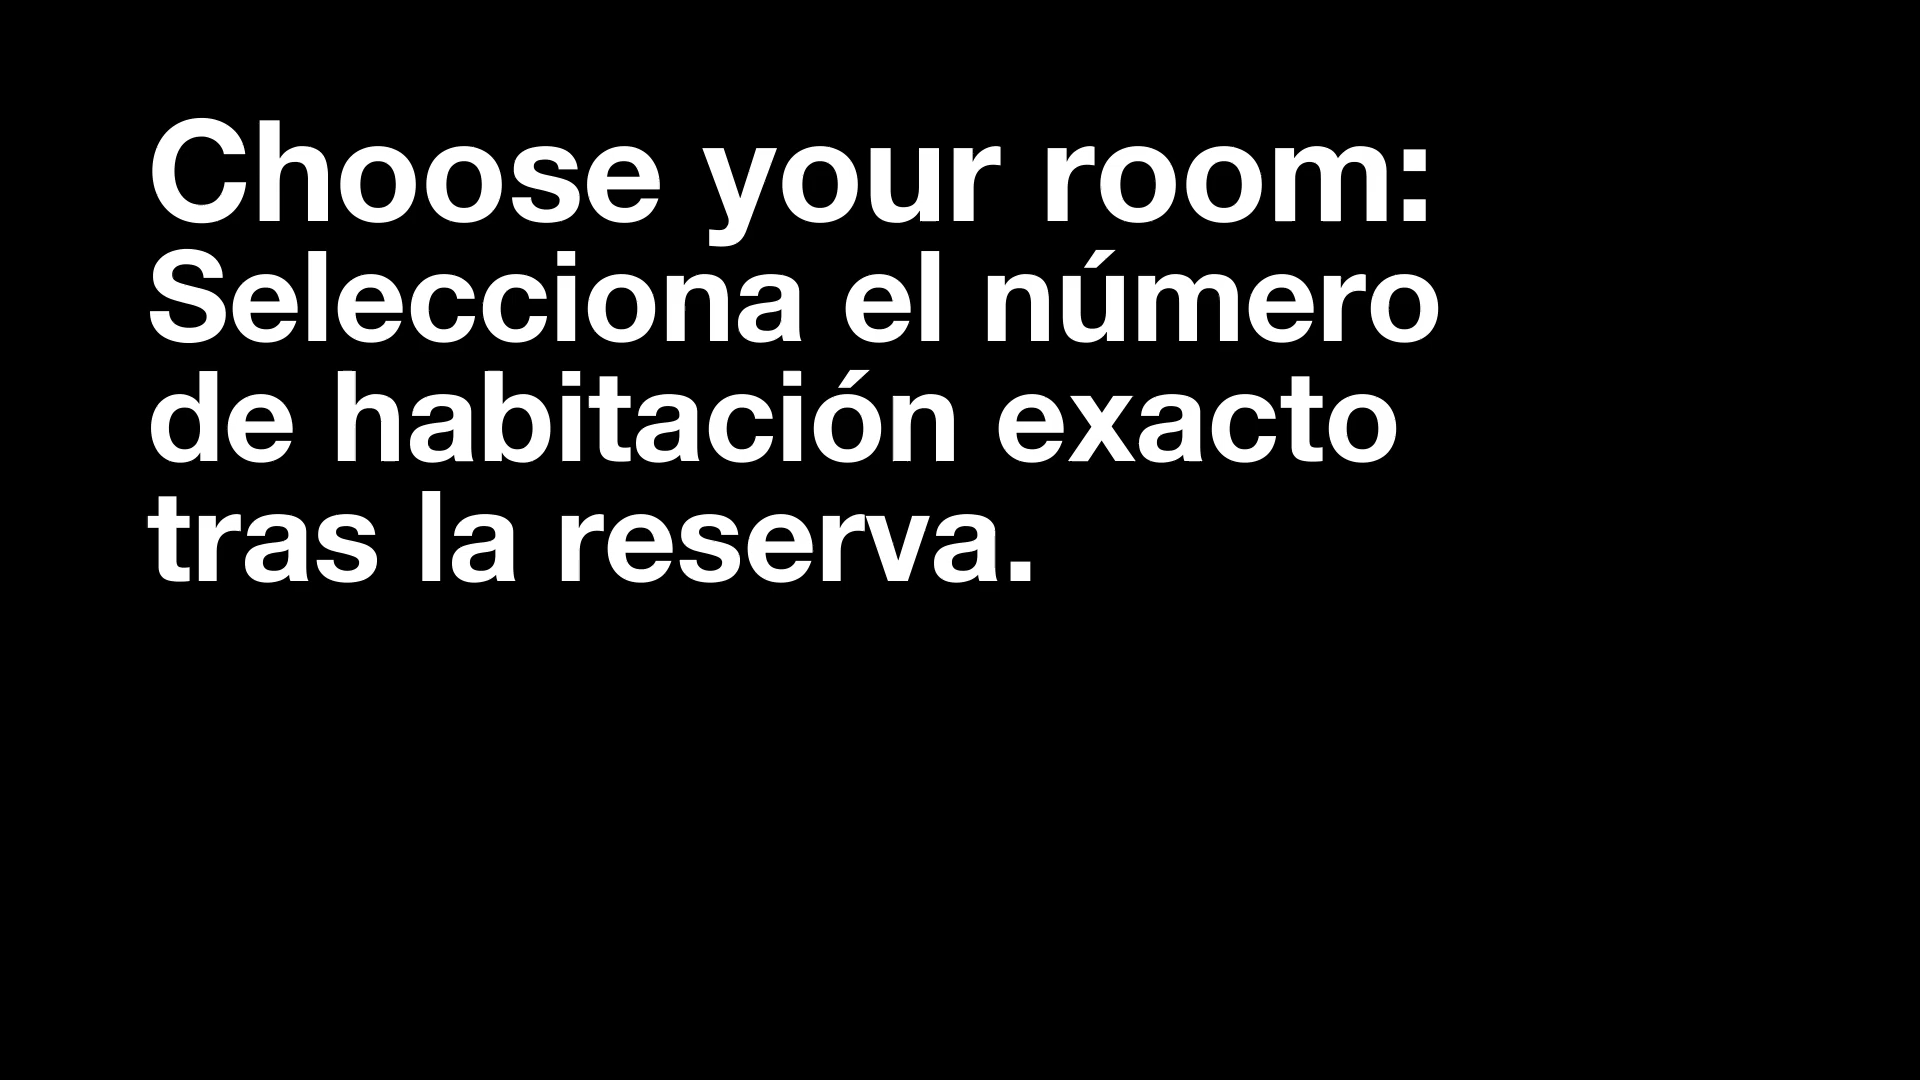 Choose your room:
Selecciona el número
de habitación exacto
tras la reserva.